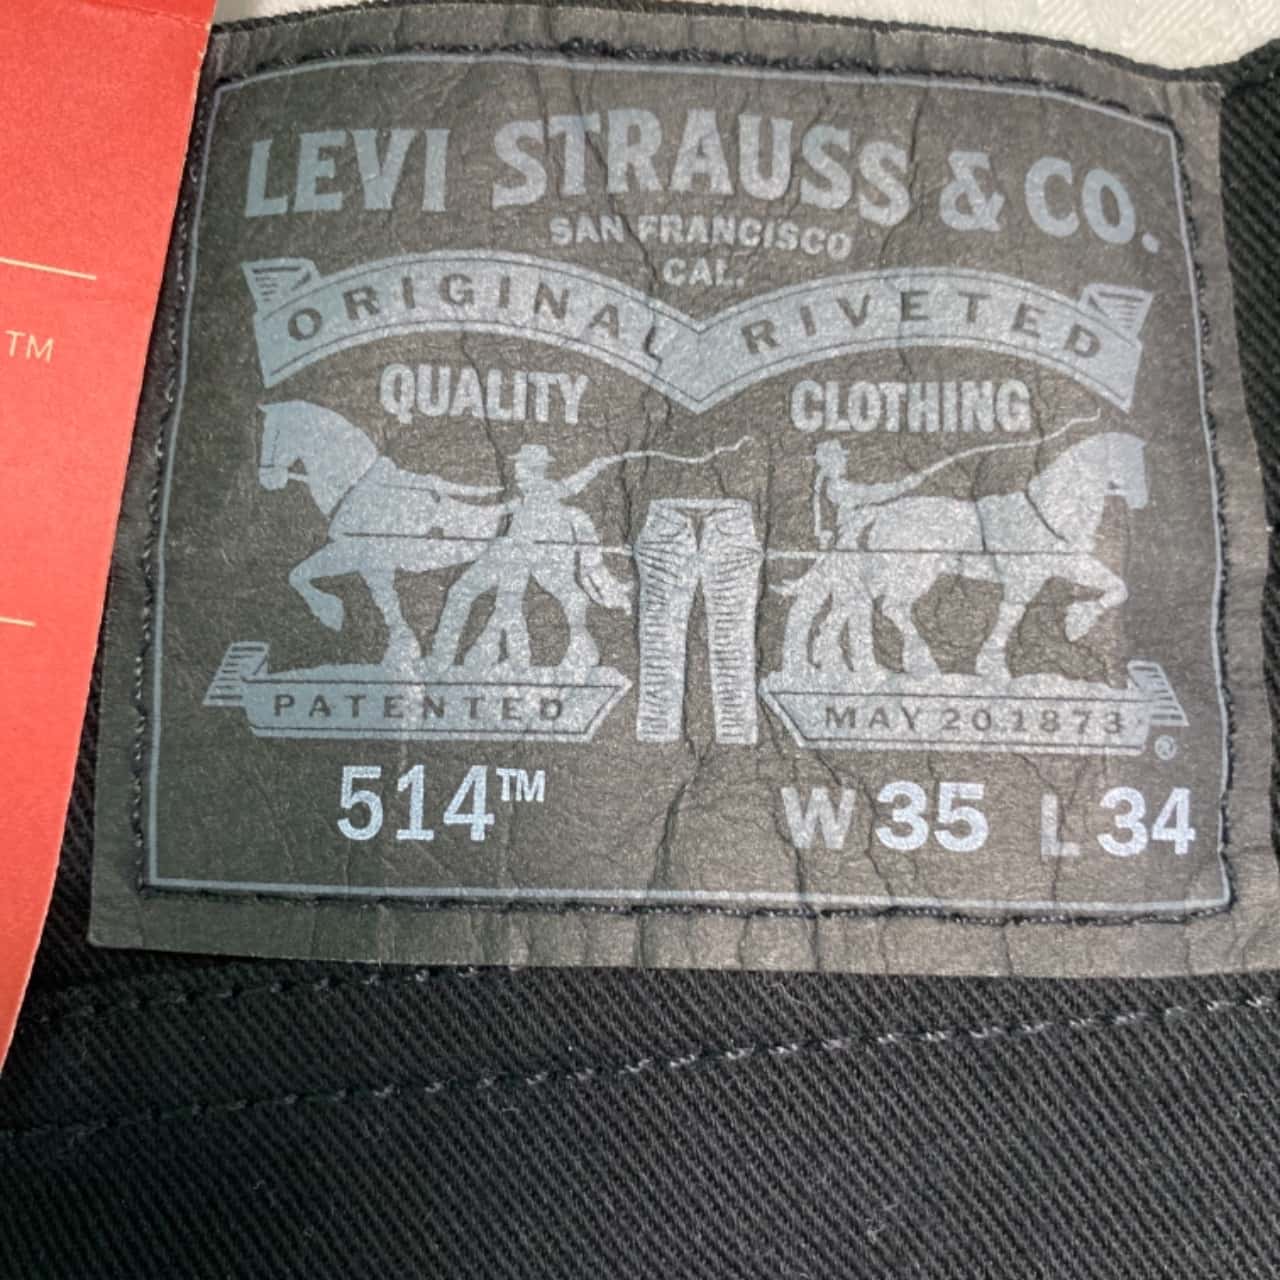 LEVI STRAUSS & CO.
SAN FRANCISCO
CAL.
ORIGINAL RIVETED
QUALITY CLOTHING
PATENTED MAY 20.1873 ®
514™ W 35 L 34
TM